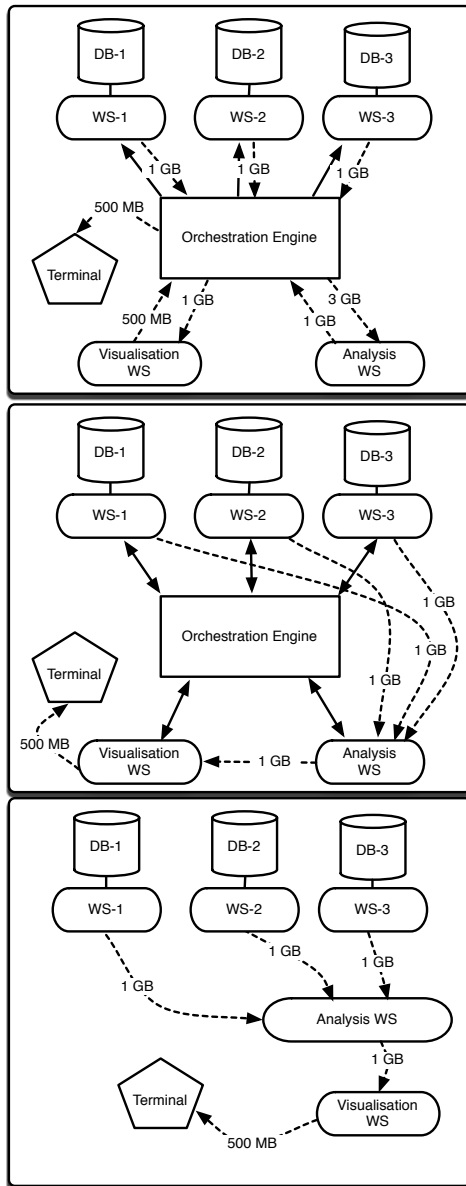 DB-1
DB-2
DB-3
WS-1
WS-2
WS-3
1 GB
1 GB
1 GB
500 MB
Orchestration Engine
Terminal
1 GB
3 GB
500 MB
1 GB
Visualisation
WS
Analysis
WS
DB-1
DB-2
DB-3
WS-1
WS-2
WS-3
1 GB
Orchestration Engine
1 GB
Terminal
1 GB
500 MB
Visualisation
WS
1 GB
Analysis
WS
DB-1
DB-2
DB-3
WS-1
WS-2
WS-3
1 GB
1 GB
1 GB
Analysis WS
1 GB
Terminal
Visualisation
WS
500 MB